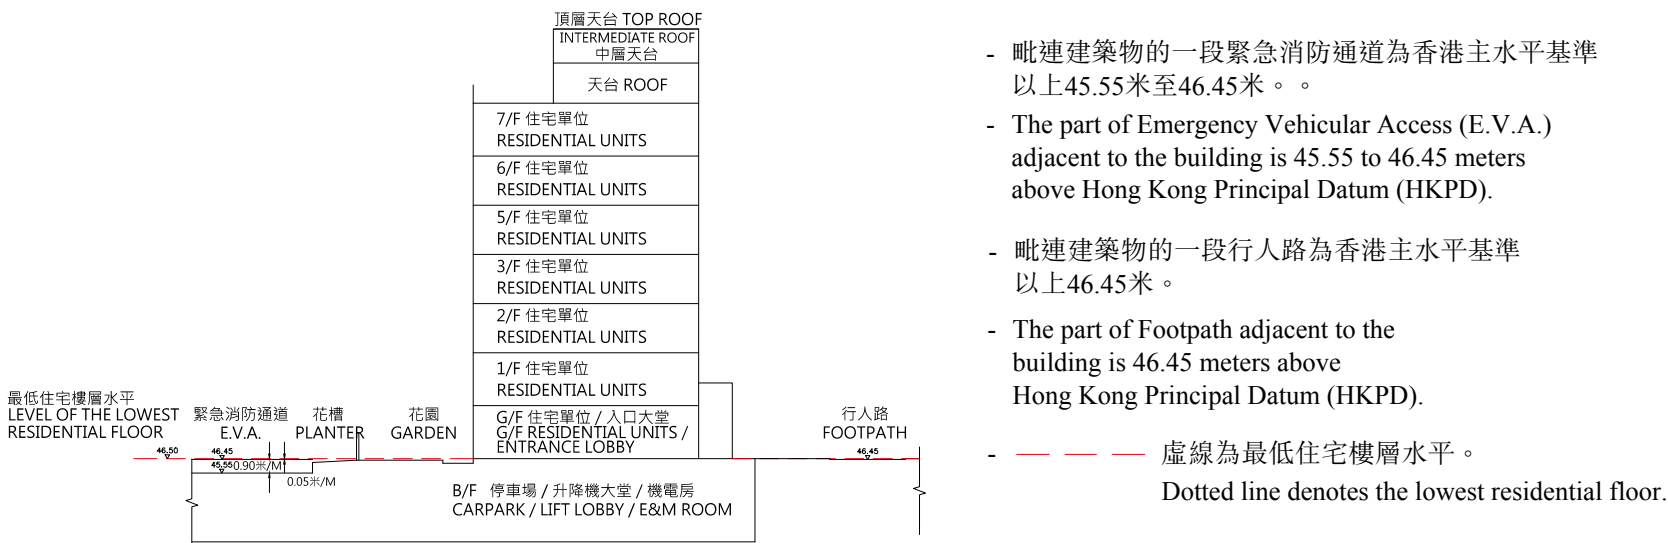 頂層天台 TOP ROOF
INTERMEDIATE ROOF
中層天台
天台 ROOF
7/F 住宅單位
RESIDENTIAL UNITS
6/F 住宅單位
RESIDENTIAL UNITS
5/F 住宅單位
RESIDENTIAL UNITS
3/F 住宅單位
RESIDENTIAL UNITS
2/F 住宅單位
RESIDENTIAL UNITS
1/F 住宅單位
RESIDENTIAL UNITS
G/F 住宅單位 / 入口大堂
G/F RESIDENTIAL UNITS /
ENTRANCE LOBBY
最低住宅樓層水平
LEVEL OF THE LOWEST
RESIDENTIAL FLOOR
緊急消防通道
E.V.A.
花槽
PLANTER
花園
GARDEN
行人路
FOOTPATH
46.50
46.45
45.55
0.90米/M
0.05米/M
46.45
B/F 停車場 / 升降機大堂 / 機電房
CARPARK / LIFT LOBBY / E&M ROOM
- 毗連建築物的一段緊急消防通道為香港主水平基準
以上45.55米至46.45米。。
- The part of Emergency Vehicular Access (E.V.A.)
adjacent to the building is 45.55 to 46.45 meters
above Hong Kong Principal Datum (HKPD).
- 毗連建築物的一段行人路為香港主水平基準
以上46.45米。
- The part of Footpath adjacent to the
building is 46.45 meters above
Hong Kong Principal Datum (HKPD).
- 虛線為最低住宅樓層水平。
Dotted line denotes the lowest residential floor.